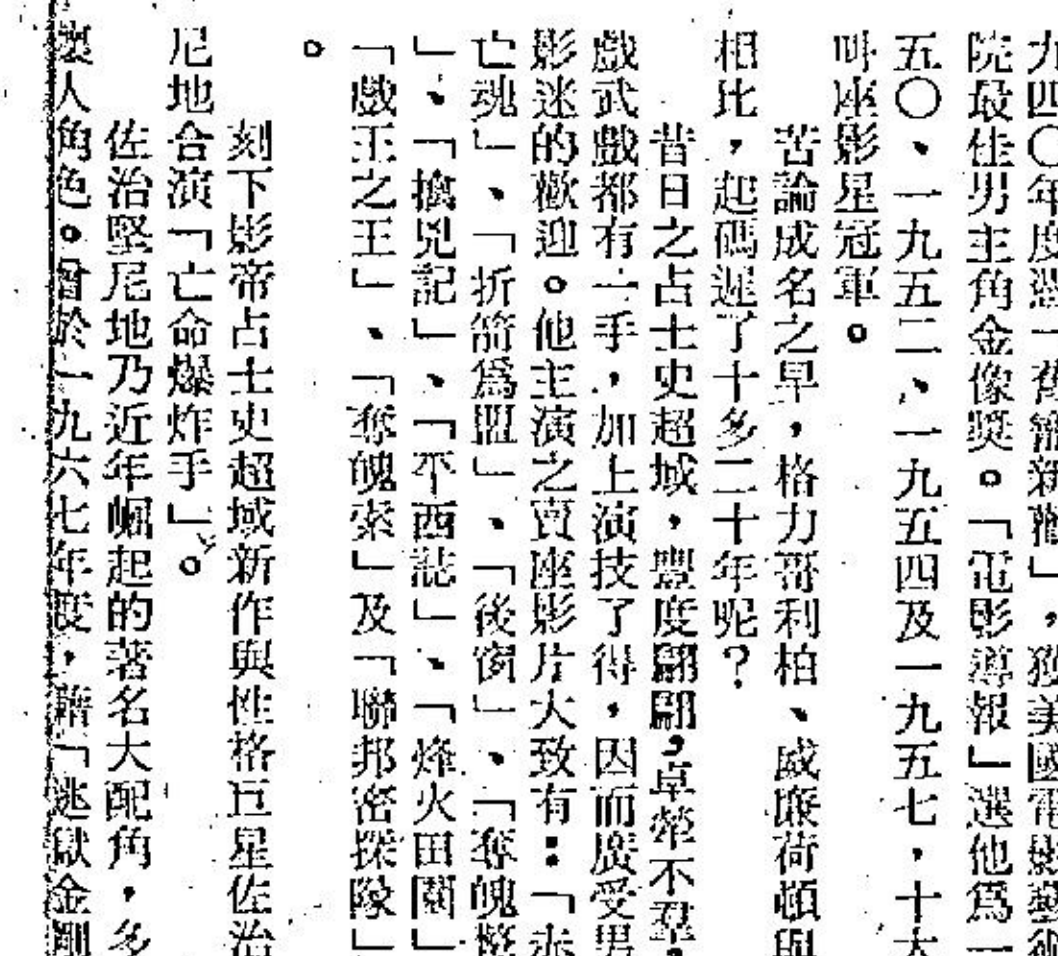 九四〇年度憑一舊籠新歡」，獲美國電影藝術
院最佳男主角金像獎。「電影導報」選他爲一
五〇、一九五二、一九五四及一九五七，十大
叫座影星冠軍。
苦論成名之早，格力哥利柏、威廉荷頓與
相比，起碼遲了十多二十年呢？
昔日之占士史超域，豐度翩翩，卓犖不羣，
戲武戲都有一手，加上演技了得，因而廣受男
影迷的歡迎。他主演之賣座影片大致有：「赤
亡魂」、「折箭爲盟」、「後窗」、「奪魄驚
」、「擒兇記」、「平西誌」、「烽火田園」
「戲王之王」、「奪魄索」及「聯邦密探隊」
。
刻下影帝占士史超域新作與性格巨星佐治
尼地合演「亡命爆炸手」。
佐治堅尼地乃近年崛起的著名大配角，多
壞人角色。曾於一九六七年度，藉「逃獄金剛